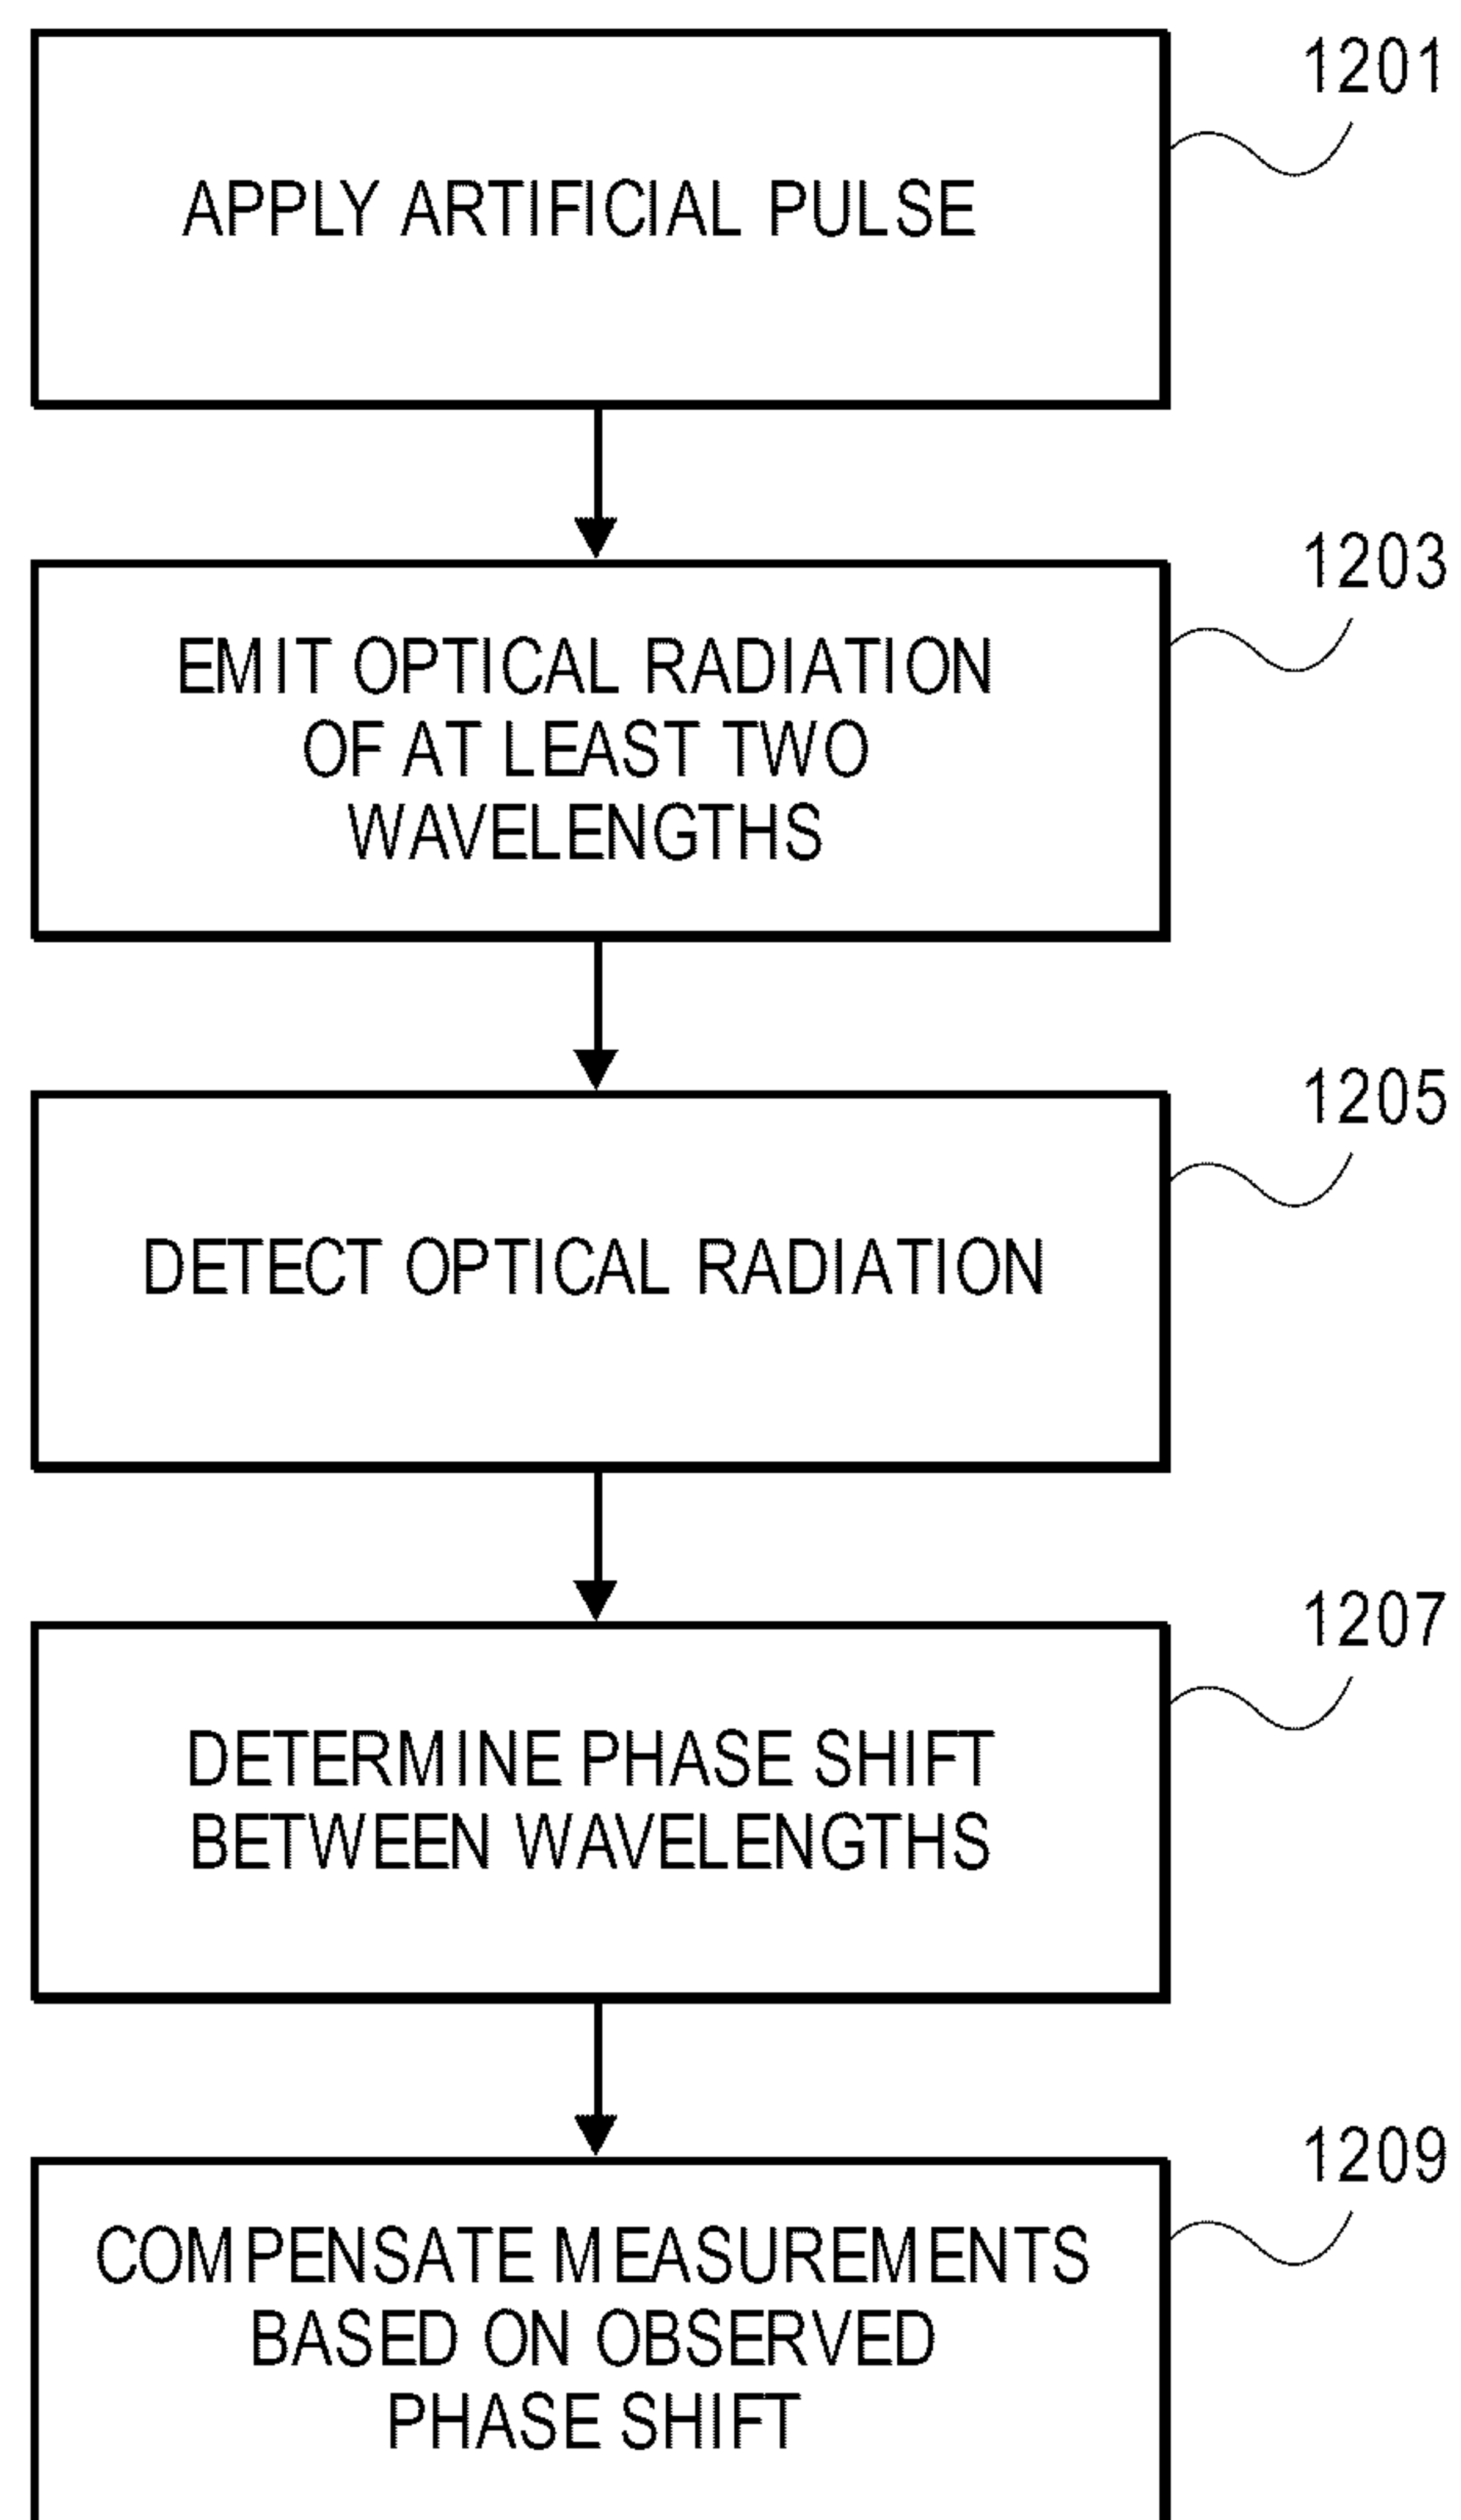 1201
APPLY ARTIFICIAL PULSE
1203
EMIT OPTICAL RADIATION
OF AT LEAST TWO
WAVELENGTHS
1205
DETECT OPTICAL RADIATION
1207
DETERMINE PHASE SHIFT
BETWEEN WAVELENGTHS
1209
COMPENSATE MEASUREMENTS
BASED ON OBSERVED
PHASE SHIFT